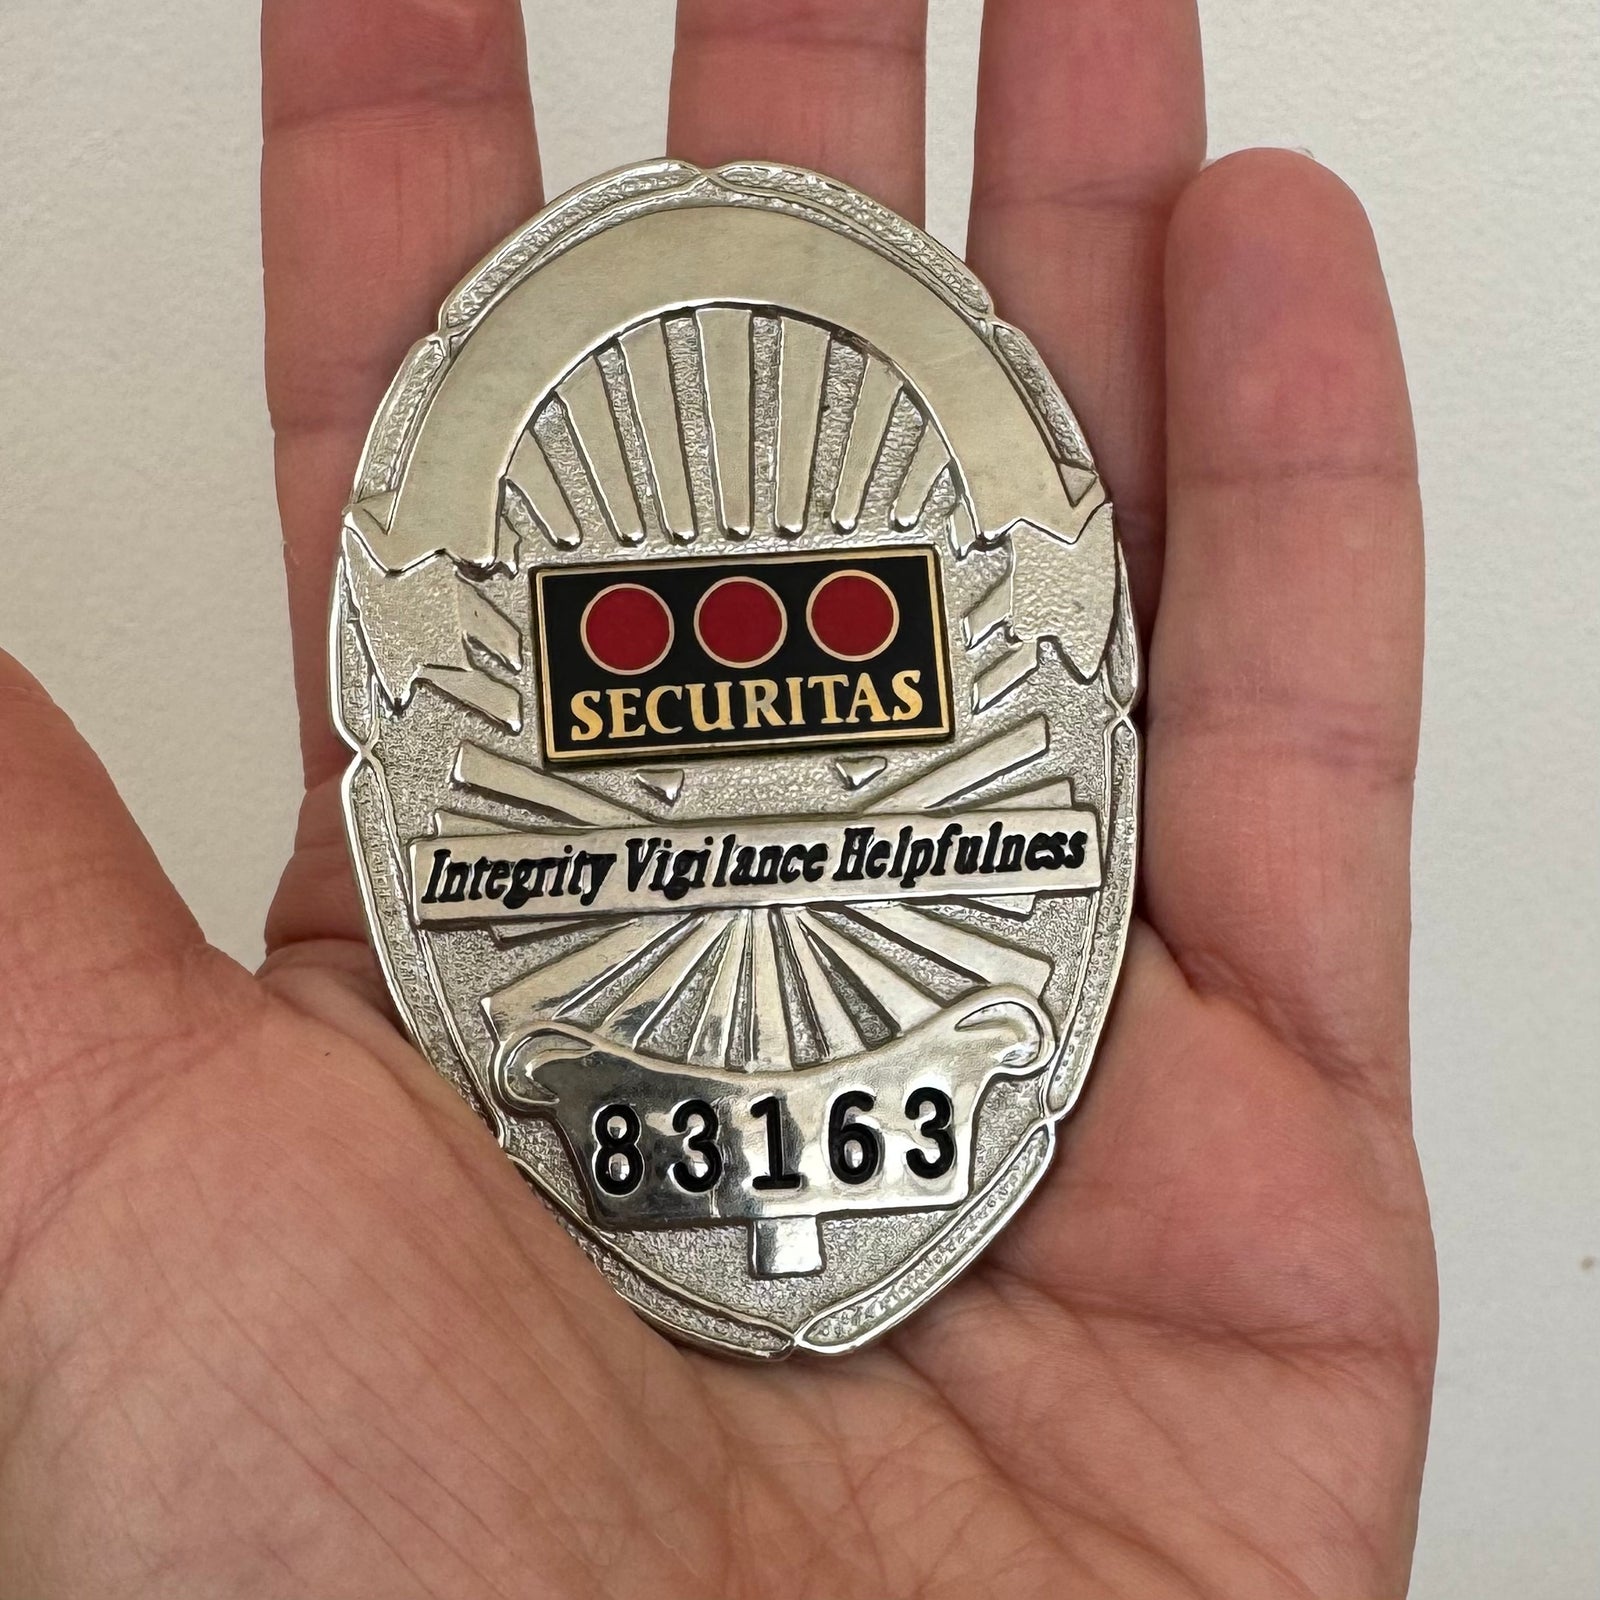 SECURITAS
Integrity Vigilance Helpfulness
83163